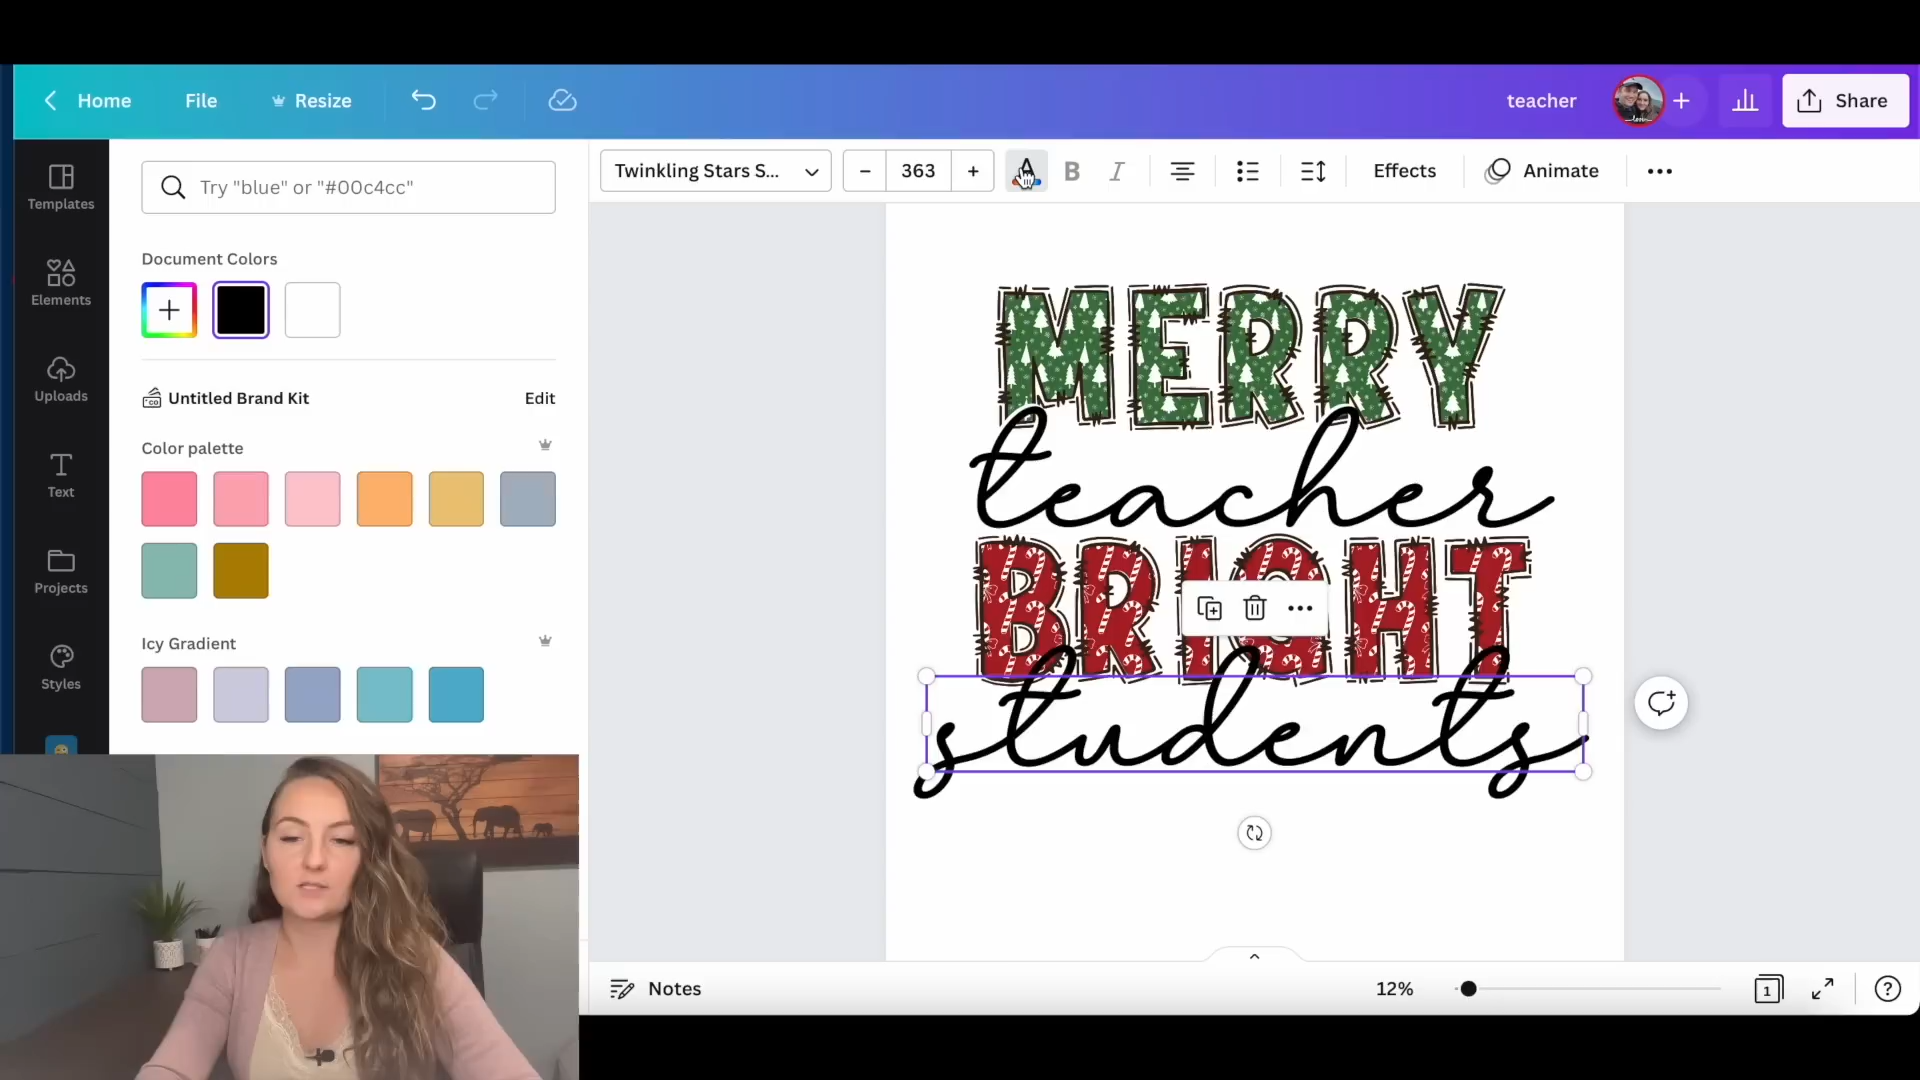 Home File Resize teacher Share
Templates
Elements
Uploads
Text
Projects
Styles
Try "blue" or "#00c4cc"
Document Colors
Untitled Brand Kit Edit
Color palette
Icy Gradient
Twinkling Stars S... 363 A B I Effects Animate
MERRY
teacher
BRIGHT
students
Notes 12% 1 ?